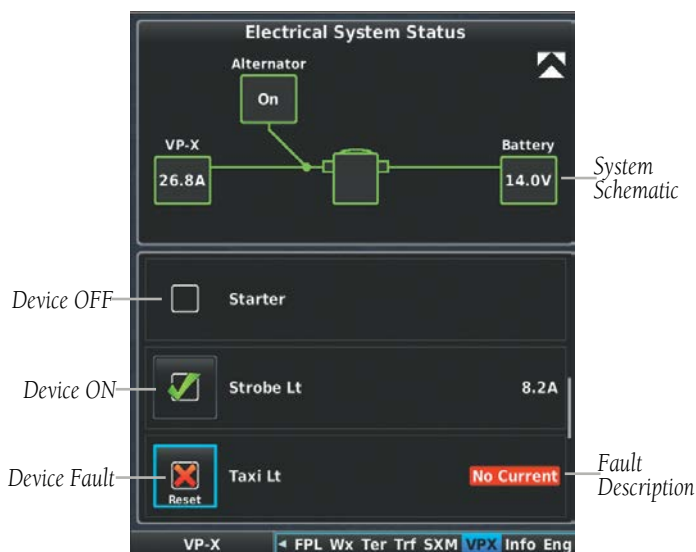 Electrical System Status
Alternator
On
VP-X
26.8A
Battery
14.0V
System
Schematic
Device OFF
Starter
Device ON
Strobe Lt
8.2A
Device Fault
Reset
Taxi Lt
No Current
Fault
Description
VP-X
FPL Wx Ter Trf SXM VPX Info Eng